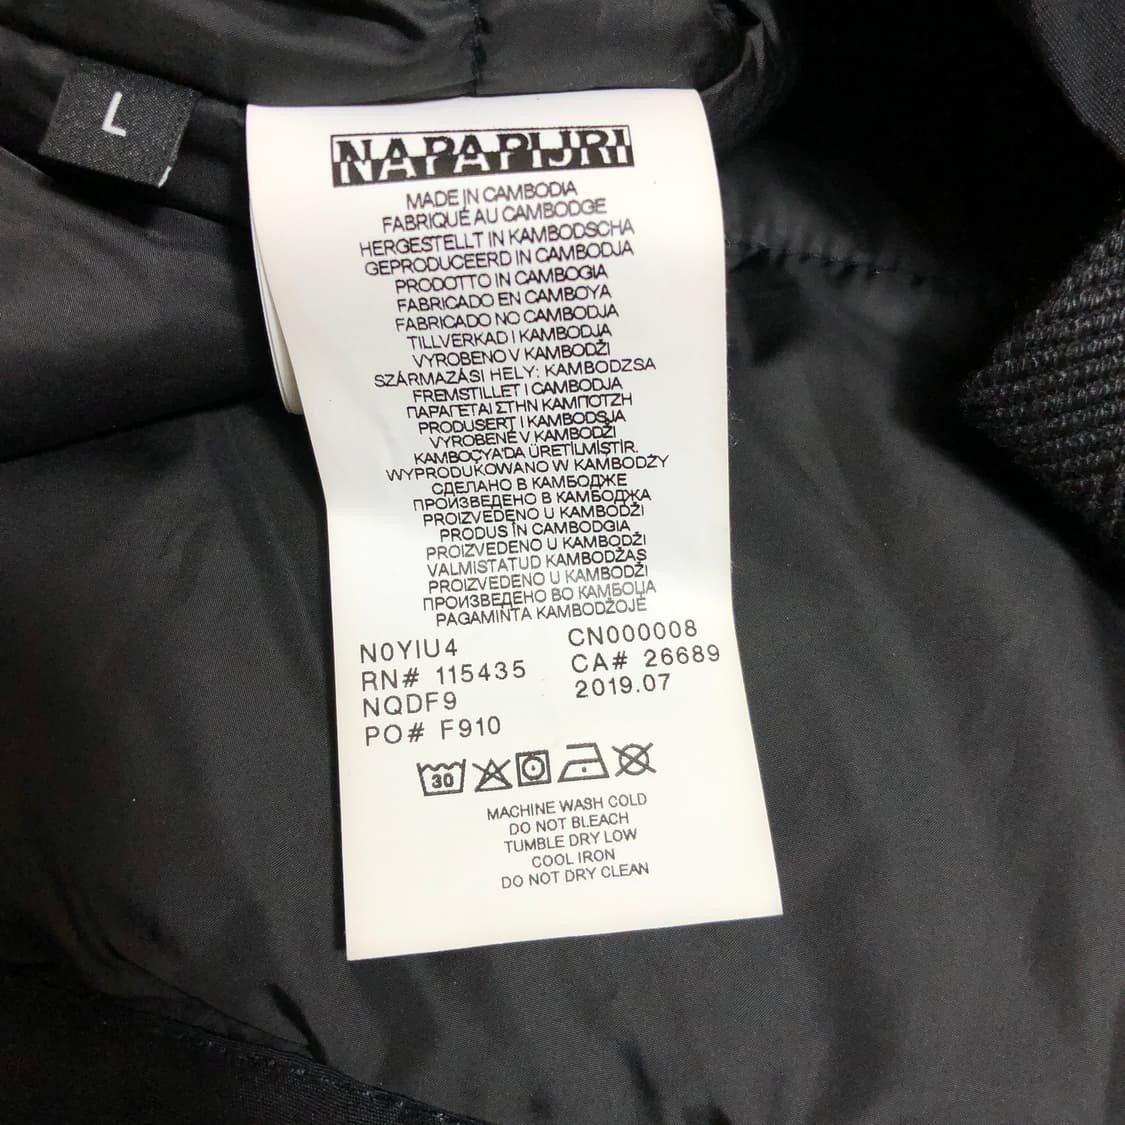 L
NAPAPIJRI
MADE IN CAMBODIA
FABRIQUÉ AU CAMBODGE
HERGESTELLT IN KAMBODSCHA
GEPRODUCEERD IN CAMBODJA
PRODOTTO IN CAMBOGIA
FABRICADO EN CAMBOYA
FABRICADO NO CAMBODJA
TILLVERKAD I KAMBODJA
VYROBENO V KAMBODŽI
SZÁRMAZÁSI HELY: KAMBODZSA
FREMSTILLET I CAMBODJA
ΠΑΡΑΓΕΤΑΙ ΣΤΗΝ ΚΑΜΠΟΤΖΗ
PRODUSERT I KAMBODSJA
VYROBENÉ V KAMBODŽI
KAMBOÇYA'DA ÜRETILMIŞTIR.
WYPRODUKOWANO W KAMBODŻY
СДЕЛАНО В КАМБОДЖЕ
ПРОИЗВЕДЕНО В КАМБОДЖА
PROIZVEDENO U KAMBODŽI
PRODUS ÎN CAMBODGIA
PROIZVEDENO U KAMBODŽI
VALMISTATUD KAMBODŽAS
PROIZVEDENO U KAMBODŽI
ПРОИЗВЕДЕНО ВО КАМБОЏА
PAGAMINTA KAMBODŽOJE
N0YIU4 CN000008
RN# 115435 CA# 26689
NQDF9 2019.07
PO# F910
30
MACHINE WASH COLD
DO NOT BLEACH
TUMBLE DRY LOW
COOL IRON
DO NOT DRY CLEAN